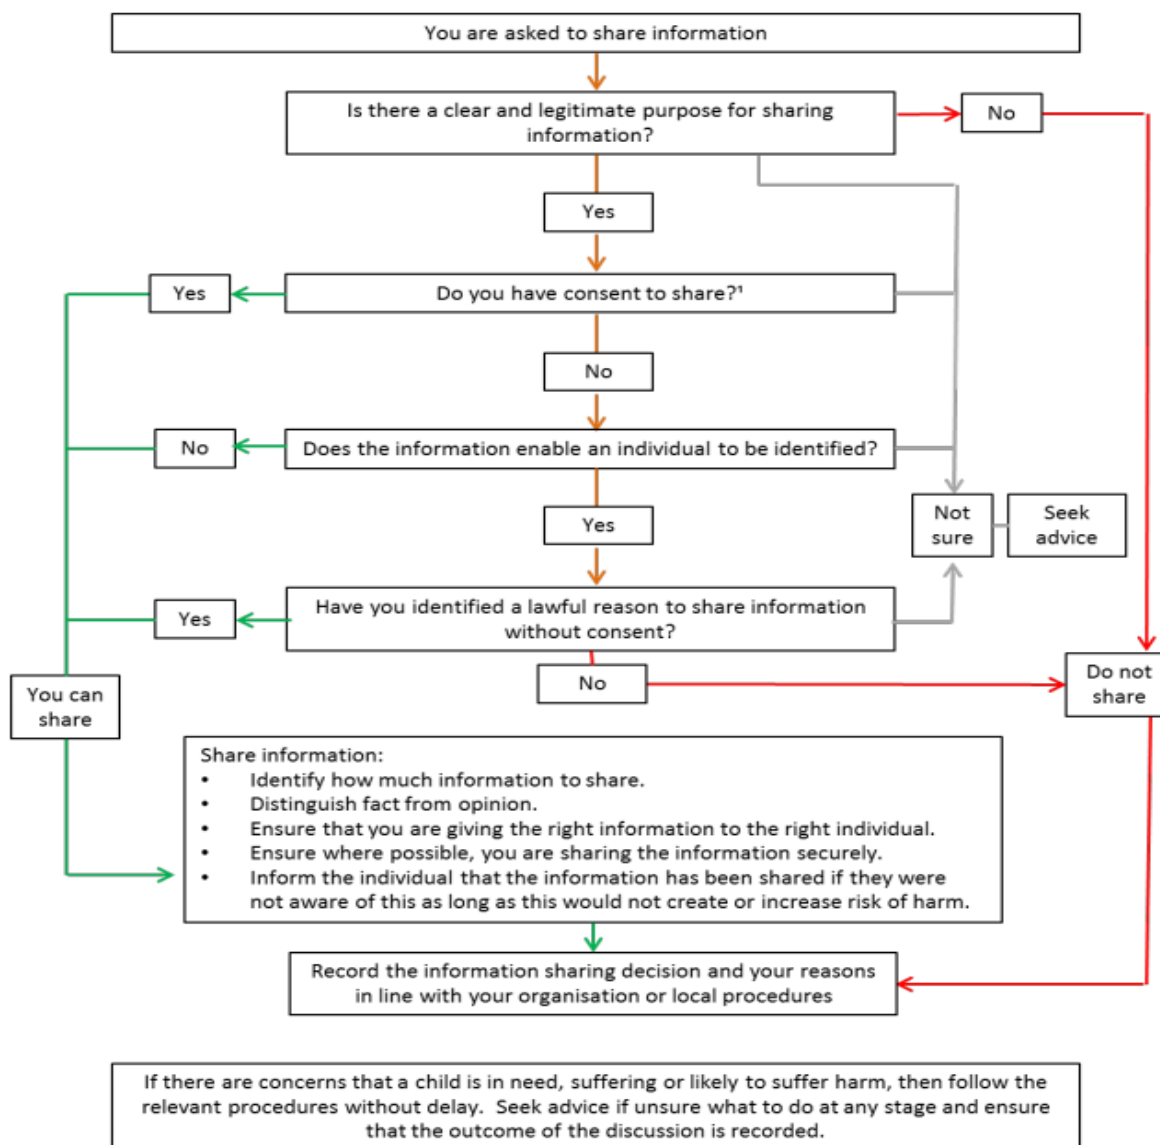 You are asked to share information
Is there a clear and legitimate purpose for sharing
information?
No
Yes
Yes
Do you have consent to share?¹
No
No
Does the information enable an individual to be identified?
Yes
Not
sure
Seek
advice
Yes
Have you identified a lawful reason to share information
without consent?
No
Do not
share
You can
share
Share information:
• Identify how much information to share.
• Distinguish fact from opinion.
• Ensure that you are giving the right information to the right individual.
• Ensure where possible, you are sharing the information securely.
• Inform the individual that the information has been shared if they were
not aware of this as long as this would not create or increase risk of harm.
Record the information sharing decision and your reasons
in line with your organisation or local procedures
If there are concerns that a child is in need, suffering or likely to suffer harm, then follow the
relevant procedures without delay.  Seek advice if unsure what to do at any stage and ensure
that the outcome of the discussion is recorded.